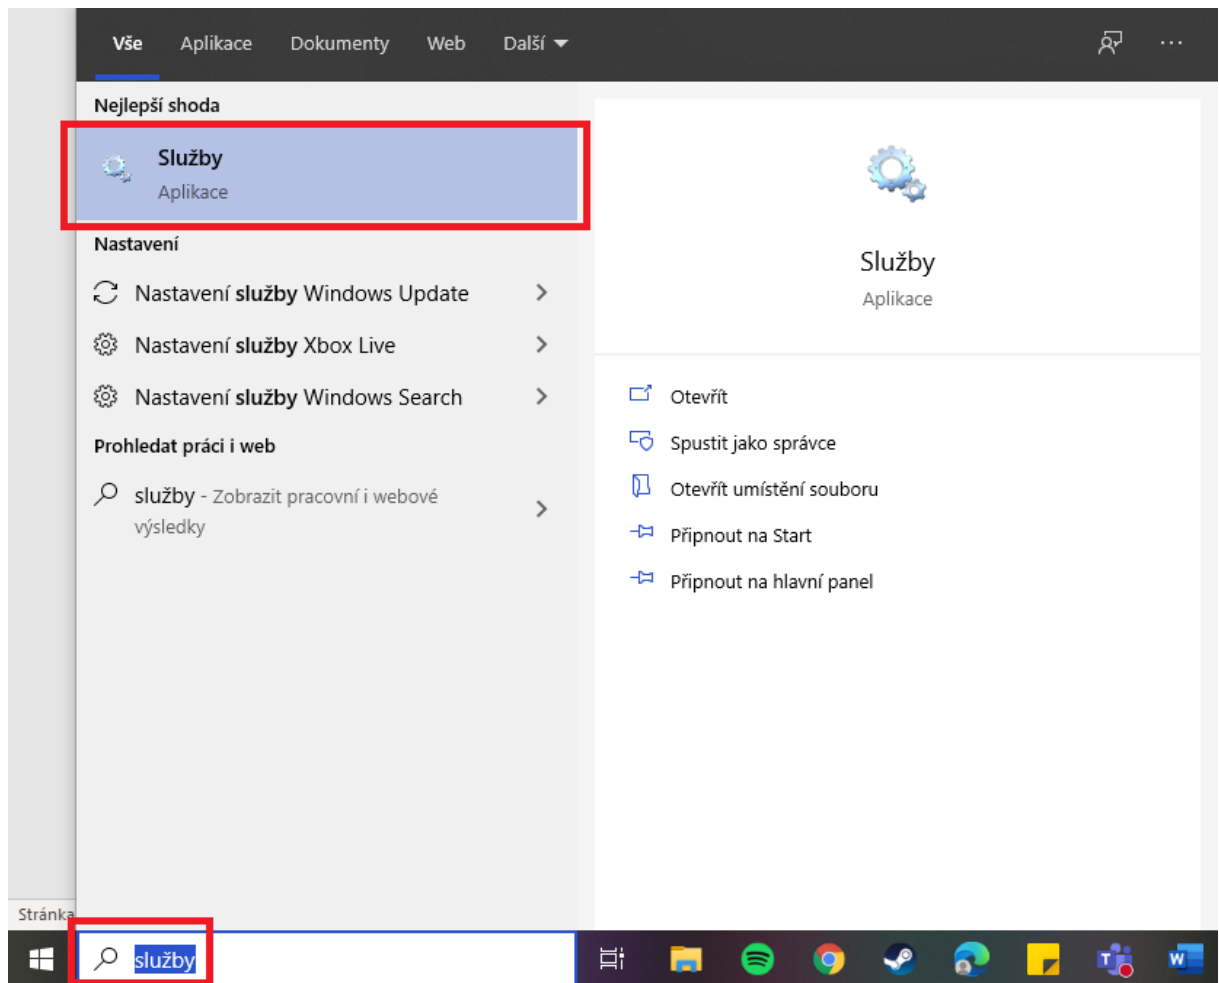 Vše Aplikace Dokumenty Web Další
Nejlepší shoda
Služby
Aplikace
Nastavení
Nastavení služby Windows Update
Nastavení služby Xbox Live
Nastavení služby Windows Search
Prohledat práci i web
služby - Zobrazit pracovní i webové
výsledky
Služby
Aplikace
Otevřít
Spustit jako správce
Otevřít umístění souboru
Připnout na Start
Připnout na hlavní panel
Stránka
služby